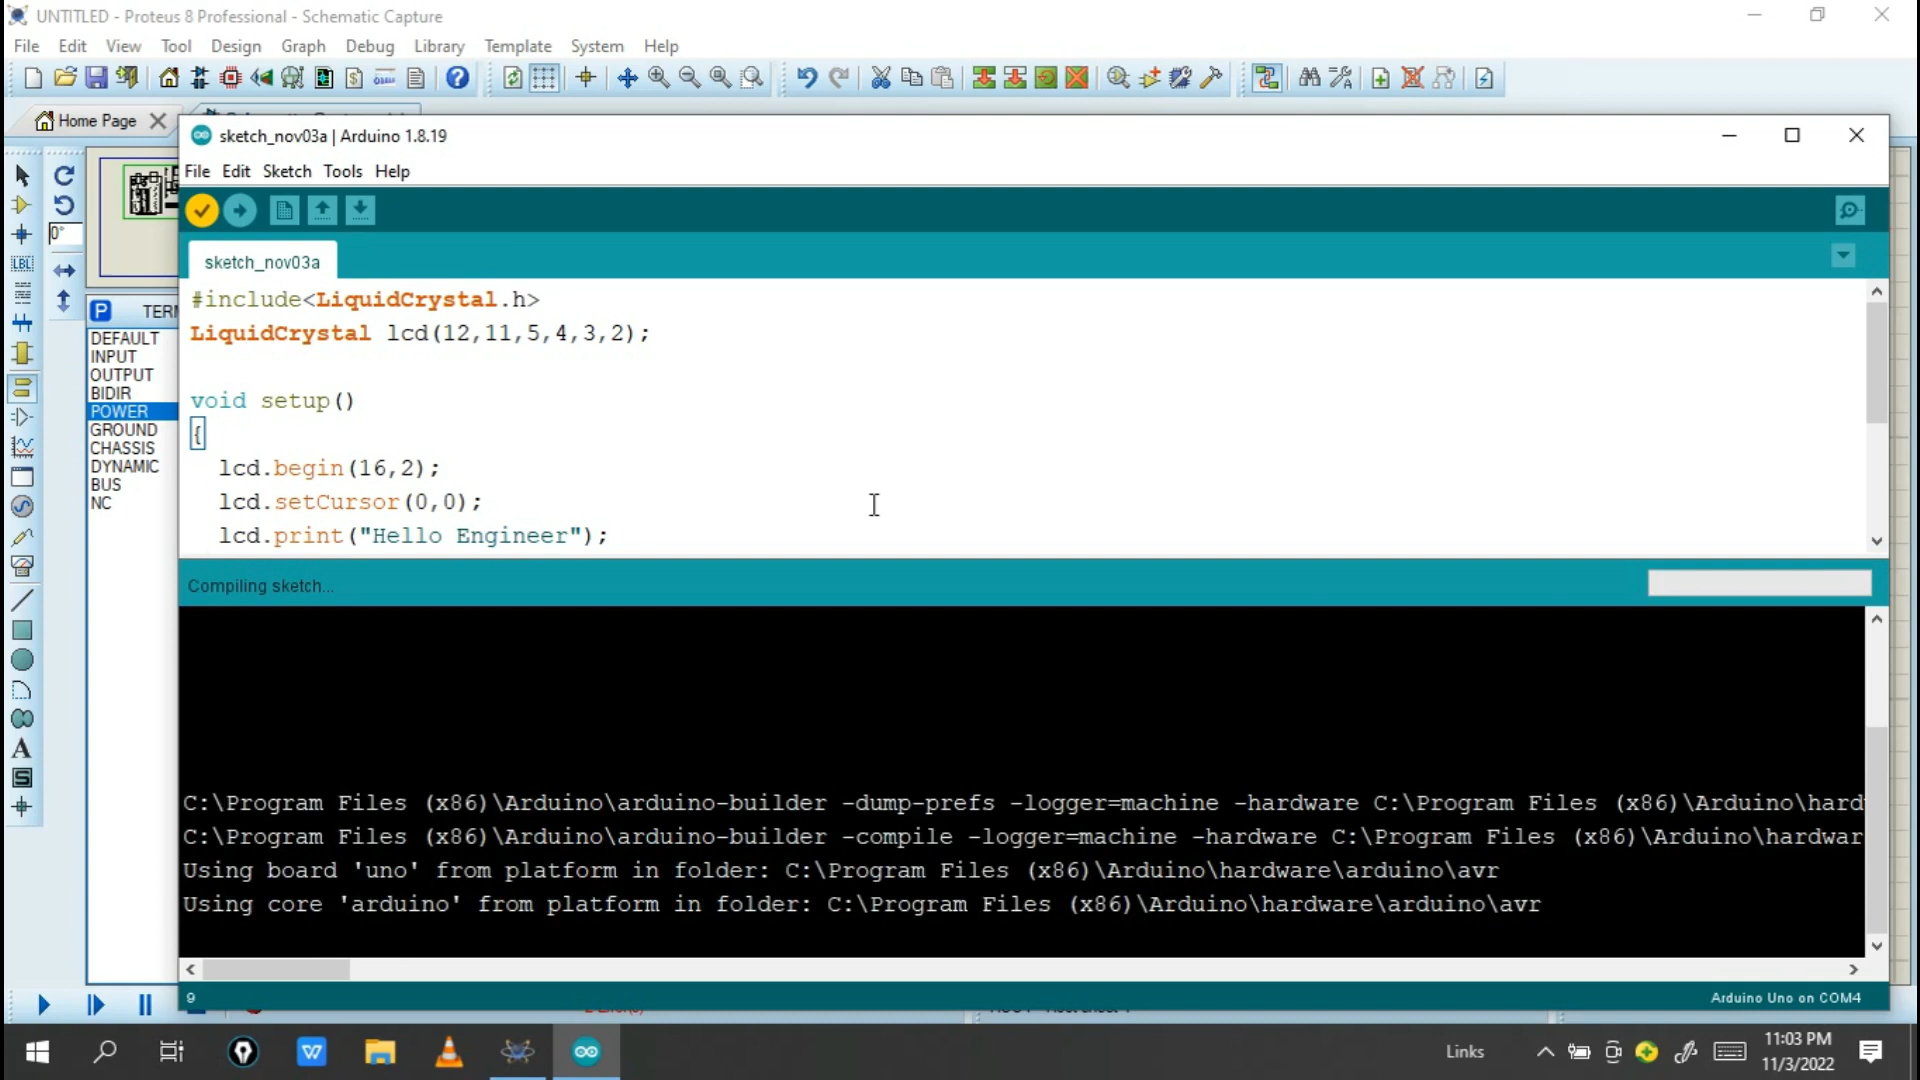 UNTITLED - Proteus 8 Professional - Schematic Capture
File Edit View Tool Design Graph Debug Library Template System Help
Home Page
sketch_nov03a | Arduino 1.8.19
File Edit Sketch Tools Help
0°
sketch_nov03a
LBL
P TERM
DEFAULT
INPUT
OUTPUT
BIDIR
POWER
GROUND
CHASSIS
DYNAMIC
BUS
NC
#include<LiquidCrystal.h>
LiquidCrystal lcd(12,11,5,4,3,2);
void setup()
{
lcd.begin(16,2);
lcd.setCursor(0,0);
lcd.print("Hello Engineer");
Compiling sketch...
C:\Program Files (x86)\Arduino\arduino-builder -dump-prefs -logger=machine -hardware C:\Program Files (x86)\Arduino\hard
C:\Program Files (x86)\Arduino\arduino-builder -compile -logger=machine -hardware C:\Program Files (x86)\Arduino\hardwar
Using board 'uno' from platform in folder: C:\Program Files (x86)\Arduino\hardware\arduino\avr
Using core 'arduino' from platform in folder: C:\Program Files (x86)\Arduino\hardware\arduino\avr
A
S
9
Arduino Uno on COM4
W
Links
11:03 PM
11/3/2022